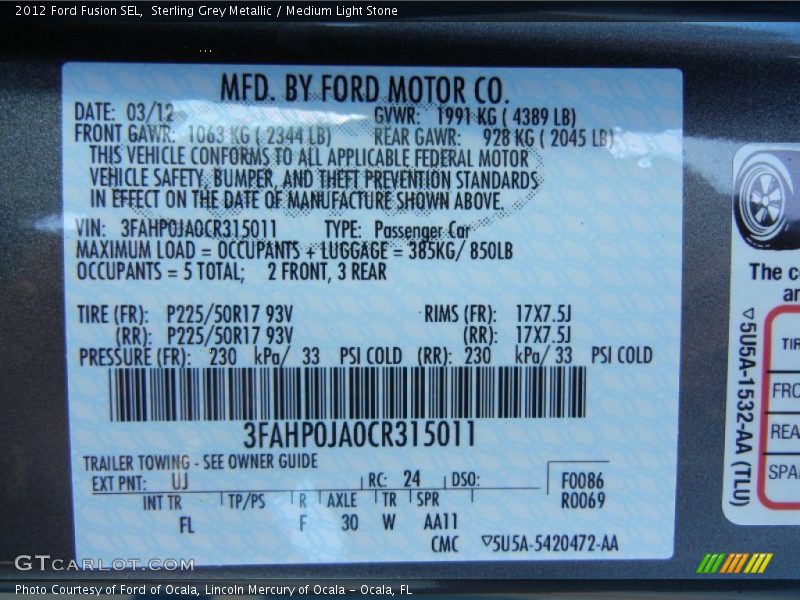 2012 Ford Fusion SEL,  Sterling Grey Metallic / Medium Light Stone
MFD. BY FORD MOTOR CO.
DATE: 03/12 GVWR: 1991 KG ( 4389 LB)
FRONT GAWR: 1063 KG ( 2344 LB) REAR GAWR: 928 KG ( 2045 LB)
THIS VEHICLE CONFORMS TO ALL APPLICABLE FEDERAL MOTOR
VEHICLE SAFETY, BUMPER, AND THEFT PREVENTION STANDARDS
IN EFFECT ON THE DATE OF MANUFACTURE SHOWN ABOVE.
VIN: 3FAHP0JA0CR315011 TYPE: Passenger Car
MAXIMUM LOAD = OCCUPANTS + LUGGAGE = 385KG/ 850LB
OCCUPANTS = 5 TOTAL; 2 FRONT, 3 REAR
TIRE (FR): P225/50R17 93V RIMS (FR): 17X7.5J
(RR): P225/50R17 93V (RR): 17X7.5J
PRESSURE (FR): 230 kPa/ 33 PSI COLD (RR): 230 kPa/ 33 PSI COLD
3FAHP0JA0CR315011
TRAILER TOWING - SEE OWNER GUIDE
EXT PNT: UJ RC: 24 DSO: F0086
INT TR TP/PS R AXLE TR SPR R0069
FL F 30 W AA11
CMC ▽5U5A-5420472-AA
The c
ar
▽5U5A-1532-AA (TLU)
TIR
FRO
REA
SPA
GTCARLOT.COM
Photo Courtesy of Ford of Ocala, Lincoln Mercury of Ocala – Ocala, FL